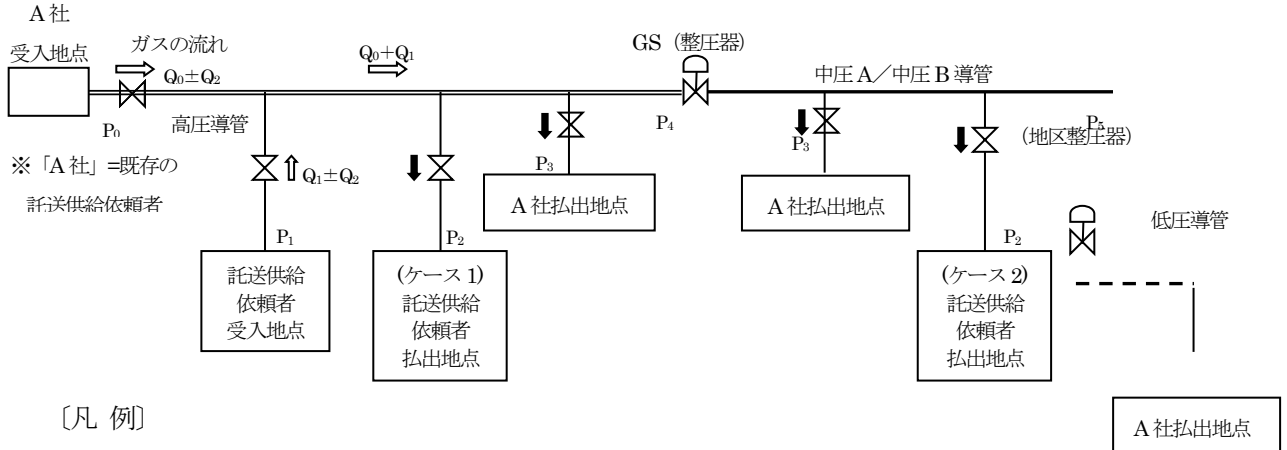 A社
受入地点
ガスの流れ
Q₀±Q₂
Q₀+Q₁
GS（整圧器）
中圧A／中圧B導管
P₀
高圧導管
P₄
P₅
(地区整圧器)
※「A社」=既存の
託送供給依頼者
Q₁±Q₂
P₃
A社払出地点
P₃
A社払出地点
低圧導管
P₁
託送供給
依頼者
受入地点
P₂
(ケース1)
託送供給
依頼者
払出地点
P₂
(ケース2)
託送供給
依頼者
払出地点
A社払出地点
〔凡 例〕